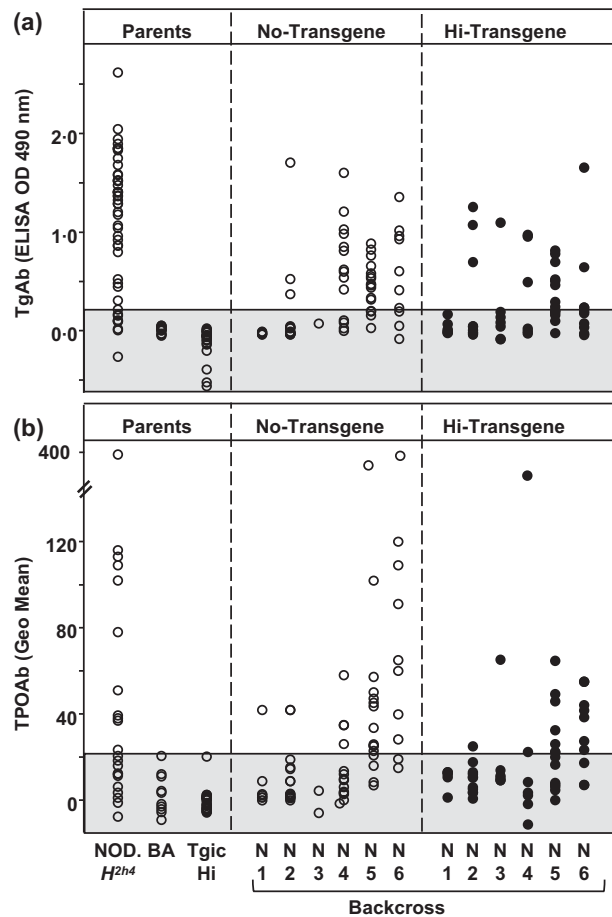 (a)
Parents No-Transgene Hi-Transgene
2·0
1·0
0·0
TgAb (ELISA OD 490 nm)
(b)
Parents No-Transgene Hi-Transgene
400
120
80
40
0
TPOAb (Geo Mean)
NOD. BA Tgic N N N N N N N N N N N N
H2h4 Hi 1 2 3 4 5 6 1 2 3 4 5 6
Backcross